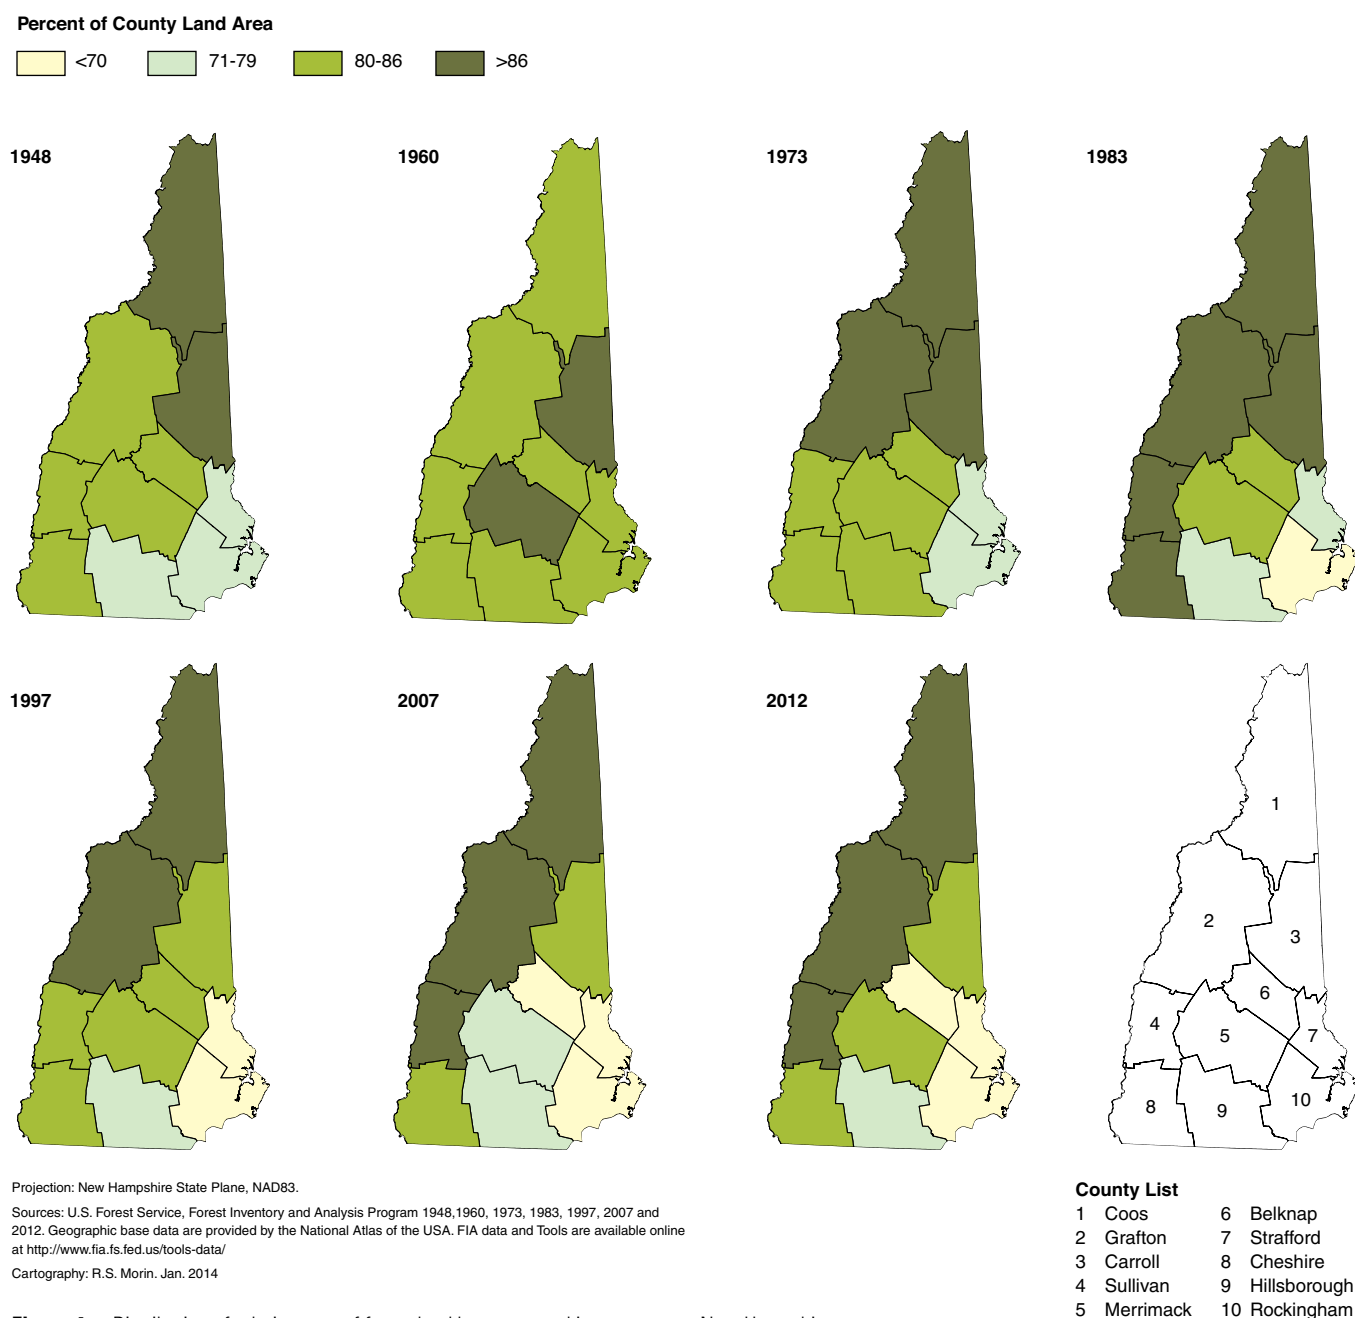 Percent of County Land Area
<70 71-79 80-86 >86
1948 1960 1973 1983
1997 2007 2012
1
2
3
6
4
5
7
8
9
10
Projection: New Hampshire State Plane, NAD83.
Sources: U.S. Forest Service, Forest Inventory and Analysis Program 1948,1960, 1973, 1983, 1997, 2007 and
2012. Geographic base data are provided by the National Atlas of the USA. FIA data and Tools are available online
at http://www.fia.fs.fed.us/tools-data/
Cartography: R.S. Morin. Jan. 2014
County List
1 Coos
2 Grafton
3 Carroll
4 Sullivan
5 Merrimack
6 Belknap
7 Strafford
8 Cheshire
9 Hillsborough
10 Rockingham